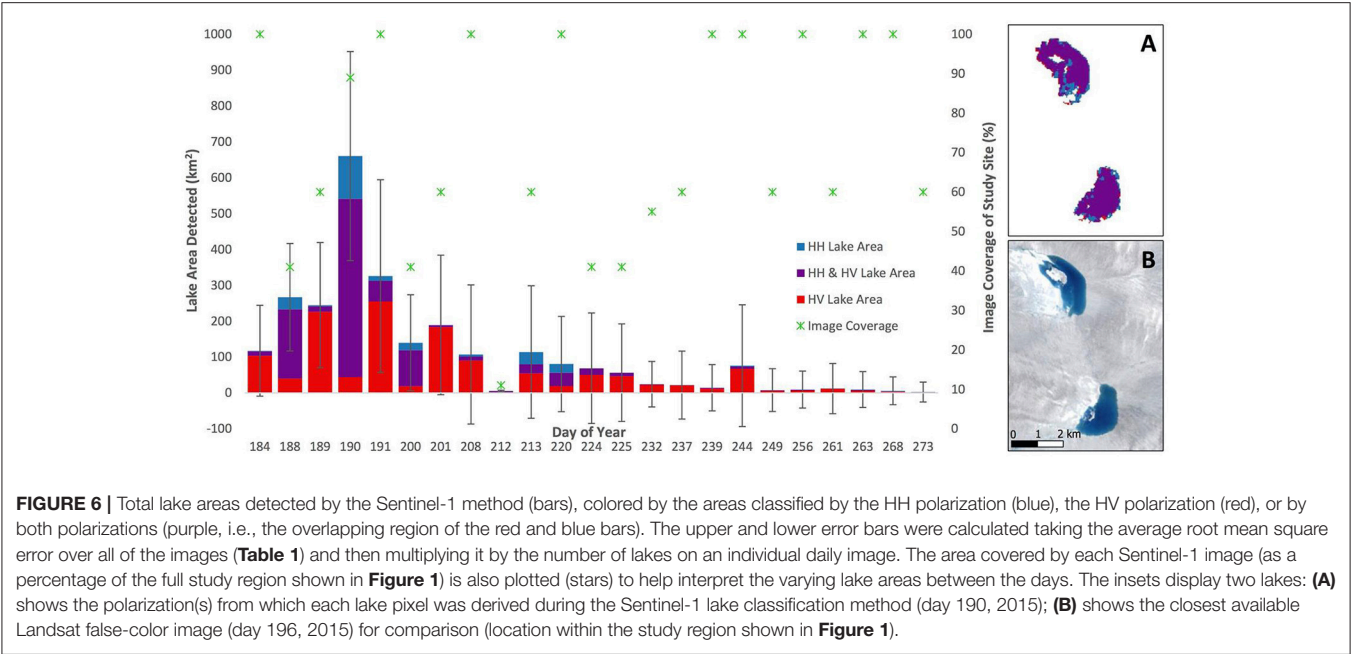 1000
900
800
700
600
500
400
300
200
100
0
-100
Lake Area Detected (km²)
184 188 189 190 191 200 201 208 212 213 220 224 225 232 237 239 244 249 256 261 263 268 273
Day of Year
HH Lake Area
HH & HV Lake Area
HV Lake Area
Image Coverage
100
90
80
70
60
50
40
30
20
10
0
Image Coverage of Study Site (%)
A
B
0 1 2 km
FIGURE 6 | Total lake areas detected by the Sentinel-1 method (bars), colored by the areas classified by the HH polarization (blue), the HV polarization (red), or by
both polarizations (purple, i.e., the overlapping region of the red and blue bars). The upper and lower error bars were calculated taking the average root mean square
error over all of the images (Table 1) and then multiplying it by the number of lakes on an individual daily image. The area covered by each Sentinel-1 image (as a
percentage of the full study region shown in Figure 1) is also plotted (stars) to help interpret the varying lake areas between the days. The insets display two lakes: (A)
shows the polarization(s) from which each lake pixel was derived during the Sentinel-1 lake classification method (day 190, 2015); (B) shows the closest available
Landsat false-color image (day 196, 2015) for comparison (location within the study region shown in Figure 1).